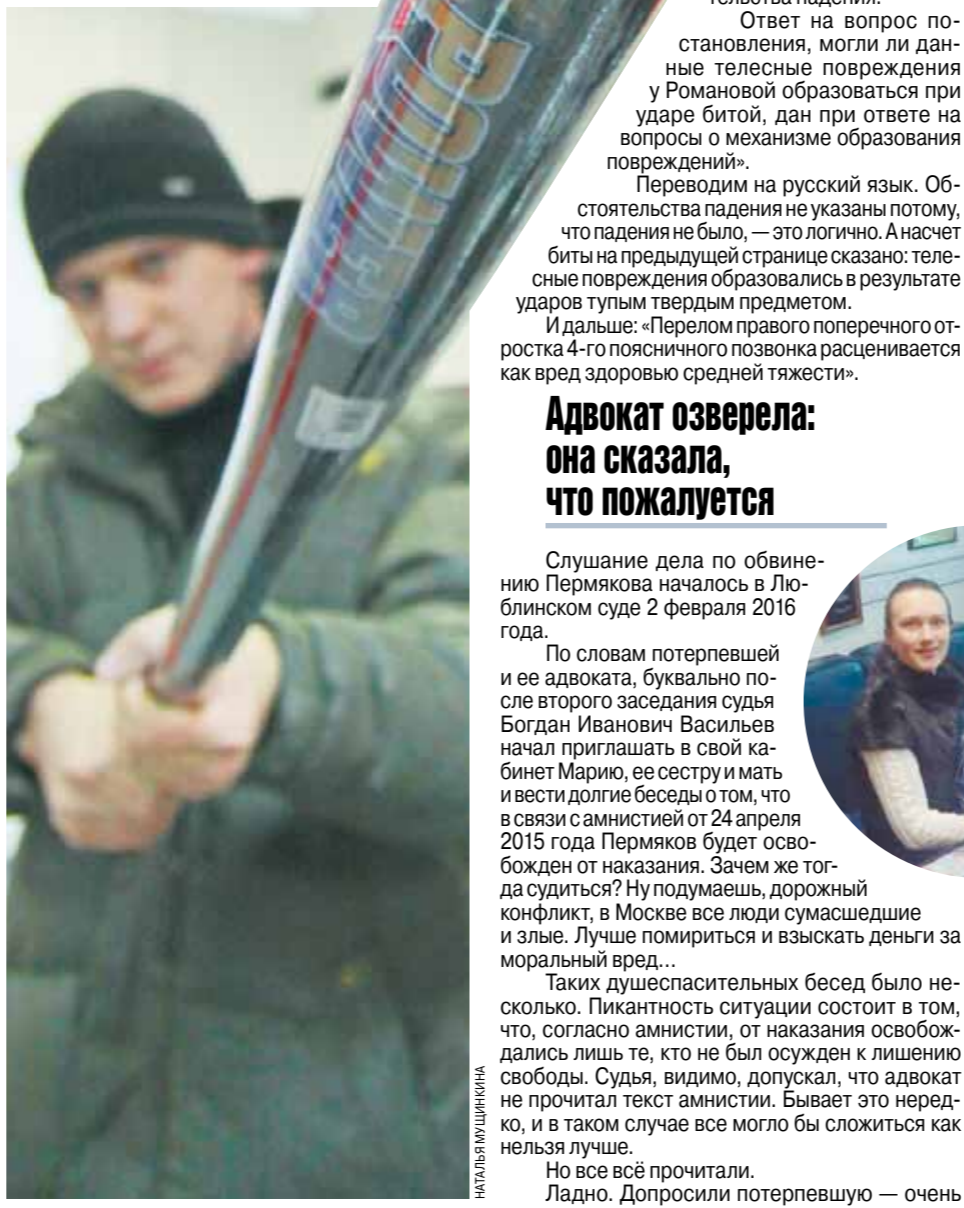 тельства падения.
Ответ на вопрос по-
становления, могли ли дан-
ные телесные повреждения
у Романовой образоваться при
ударе битой, дан при ответе на
вопросы о механизме образования
повреждений».
Переводим на русский язык. Об-
стоятельства падения не указаны потому,
что падения не было, — это логично. А насчет
биты на предыдущей странице сказано: теле-
сные повреждения образовались в результате
ударов тупым твердым предметом.
И дальше: «Перелом правого поперечного от-
ростка 4-го поясничного позвонка расценивается
как вред здоровью средней тяжести».
Адвокат озверела:
она сказала,
что пожалуется
Слушание дела по обвине-
нию Пермякова началось в Лю-
блинском суде 2 февраля 2016
года.
По словам потерпевшей
и ее адвоката, буквально по-
сле второго заседания судья
Богдан Иванович Васильев
начал приглашать в свой ка-
бинет Марию, ее сестру и мать
и вести долгие беседы о том, что
в связи с амнистией от 24 апреля
2015 года Пермяков будет осво-
божден от наказания. Зачем же тог-
да судиться? Ну подумаешь, дорожный
конфликт, в Москве все люди сумасшедшие
и злые. Лучше помириться и взыскать деньги за
моральный вред…
Таких душеспасительных бесед было не-
сколько. Пикантность ситуации состоит в том,
что, согласно амнистии, от наказания освобож-
дались лишь те, кто не был осужден к лишению
свободы. Судья, видимо, допускал, что адвокат
не прочитал текст амнистии. Бывает это неред-
ко, и в таком случае все могло бы сложиться как
нельзя лучше.
Но все всё прочитали.
Ладно. Допросили потерпевшую — очень
НАТАЛЬЯ МУЩИНКИНА